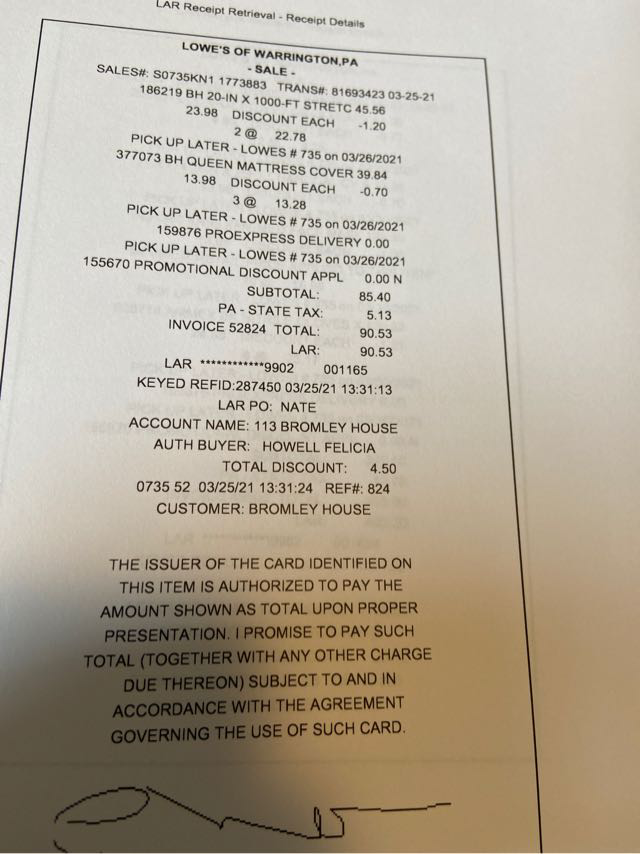 LAR Receipt Retrieval - Receipt Details
LOWE'S OF WARRINGTON,PA
- SALE -
SALES#: S0735KN1 1773883 TRANS#: 81693423 03-25-21
186219 BH 20-IN X 1000-FT STRETC 45.56
23.98 DISCOUNT EACH -1.20
2 @ 22.78
PICK UP LATER - LOWES # 735 on 03/26/2021
377073 BH QUEEN MATTRESS COVER 39.84
13.98 DISCOUNT EACH -0.70
3 @ 13.28
PICK UP LATER - LOWES # 735 on 03/26/2021
159876 PROEXPRESS DELIVERY 0.00
PICK UP LATER - LOWES # 735 on 03/26/2021
155670 PROMOTIONAL DISCOUNT APPL 0.00 N
SUBTOTAL: 85.40
PA - STATE TAX: 5.13
INVOICE 52824 TOTAL: 90.53
LAR: 90.53
LAR ************9902 001165
KEYED REFID:287450 03/25/21 13:31:13
LAR PO: NATE
ACCOUNT NAME: 113 BROMLEY HOUSE
AUTH BUYER: HOWELL FELICIA
TOTAL DISCOUNT: 4.50
0735 52 03/25/21 13:31:24 REF#: 824
CUSTOMER: BROMLEY HOUSE
THE ISSUER OF THE CARD IDENTIFIED ON
THIS ITEM IS AUTHORIZED TO PAY THE
AMOUNT SHOWN AS TOTAL UPON PROPER
PRESENTATION. I PROMISE TO PAY SUCH
TOTAL (TOGETHER WITH ANY OTHER CHARGE
DUE THEREON) SUBJECT TO AND IN
ACCORDANCE WITH THE AGREEMENT
GOVERNING THE USE OF SUCH CARD.